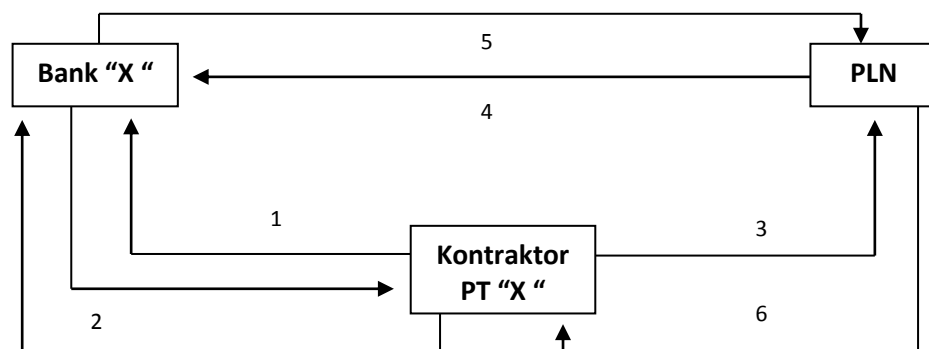 5
Bank “X “
PLN
4
1
3
Kontraktor
PT “X “
2
6